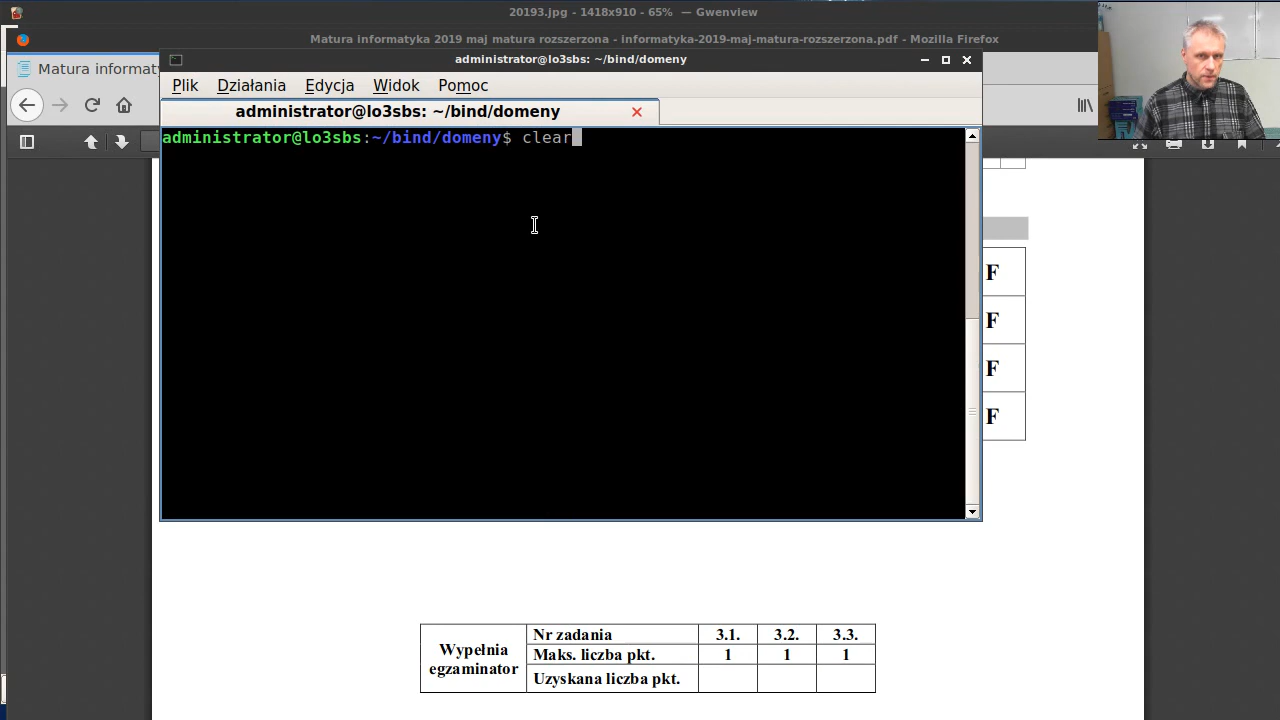 20193.jpg - 1418x910 - 65% — Gwenview
Matura informatyka 2019 maj matura rozszerzona - informatyka-2019-maj-matura-rozszerzona.pdf - Mozilla Firefox
Matura informat
administrator@lo3sbs: ~/bind/domeny
Plik Działania Edycja Widok Pomoc
administrator@lo3sbs: ~/bind/domeny
administrator@lo3sbs:~/bind/domeny$ clear
F
F
F
F
Wypełnia egzaminator
Nr zadania 3.1. 3.2. 3.3.
Maks. liczba pkt. 1 1 1
Uzyskana liczba pkt.